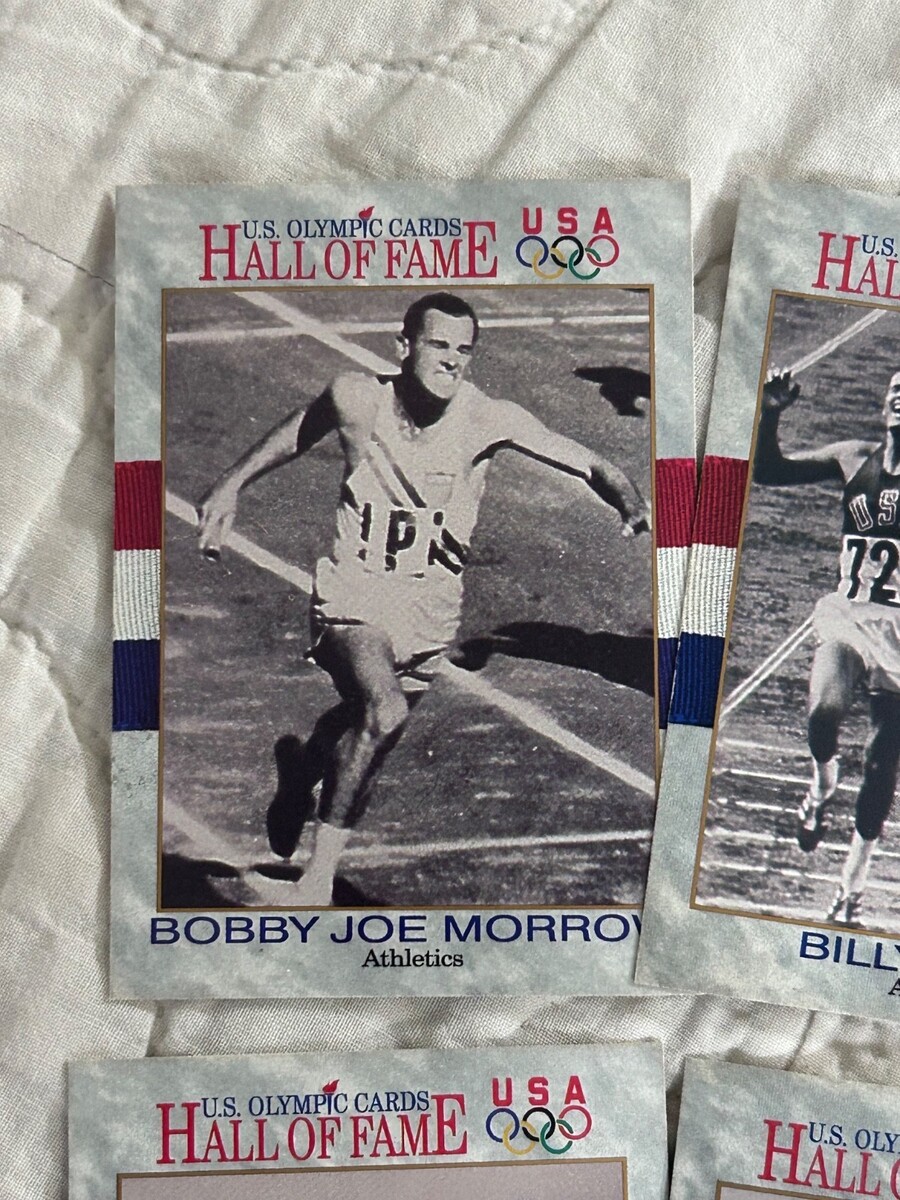 U.S. OLYMPIC CARDS
HALL OF FAME
USA
BOBBY JOE MORROW
Athletics
U.S.
HAL
US
72
BILLY
A
U.S. OLYMPIC CARDS
HALL OF FAME
USA
U.S. OLY
HALL